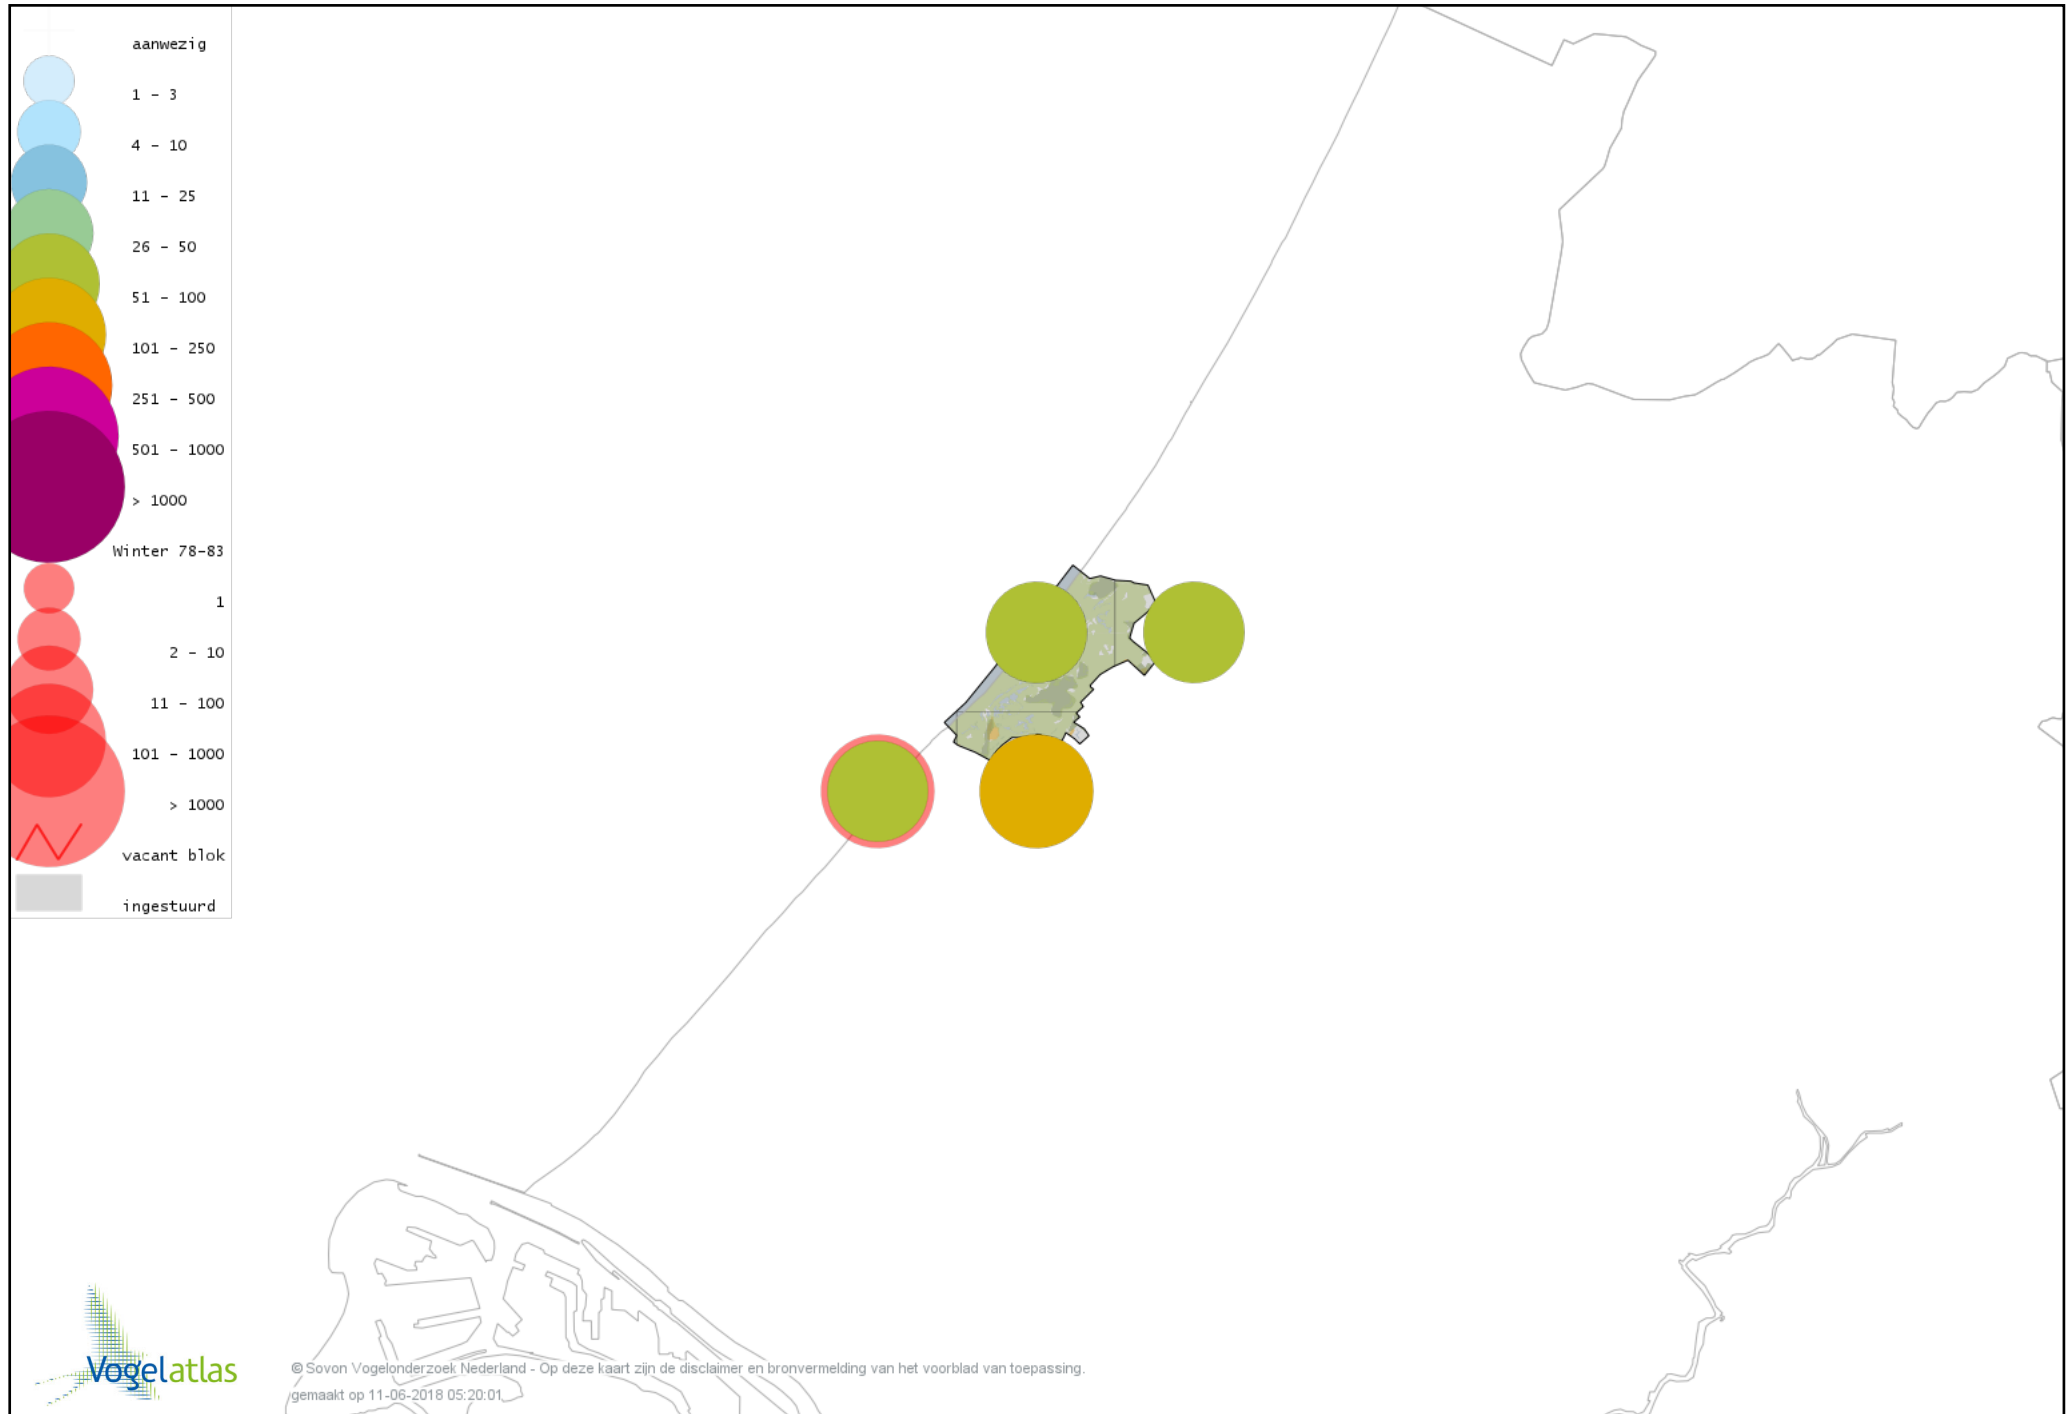 aanwezig
1 - 3
4 - 10
11 - 25
26 - 50
51 - 100
101 - 250
251 - 500
501 - 1000
> 1000
Winter 78-83
1
2 - 10
11 - 100
101 - 1000
> 1000
vacant blok
ingestuurd
Vogelatlas
© Sovon Vogelonderzoek Nederland - Op deze kaart zijn de disclaimer en bronvermelding van het voorblad van toepassing.
gemaakt op 11-06-2018 05:20:01